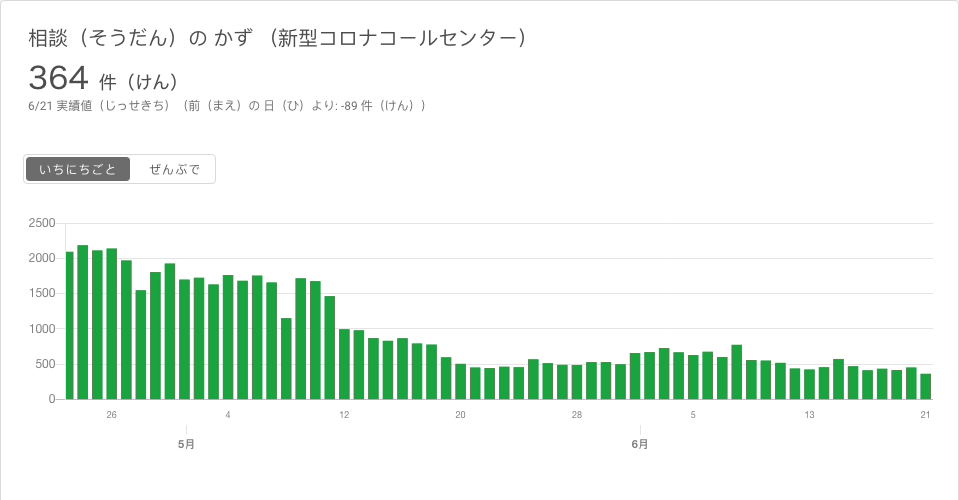 相談（そうだん）の かず （新型コロナコールセンター）
364 件（けん）
6/21 実績値（じっせきち）（前（まえ）の 日（ひ）より: -89 件（けん））
いちにちごと ぜんぶで
2500
2000
1500
1000
500
0
26 4 12 20 28 5 13 21
5月 6月